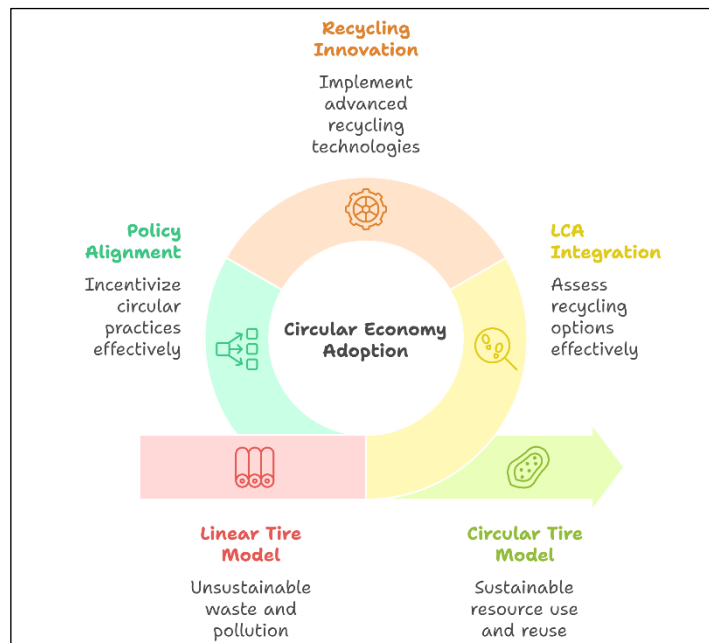 Recycling
Innovation
Implement
advanced
recycling
technologies
Policy
Alignment
Incentivize
circular
practices
effectively
LCA
Integration
Assess
recycling
options
effectively
Circular Economy
Adoption
Linear Tire
Model
Unsustainable
waste and
pollution
Circular Tire
Model
Sustainable
resource use
and reuse